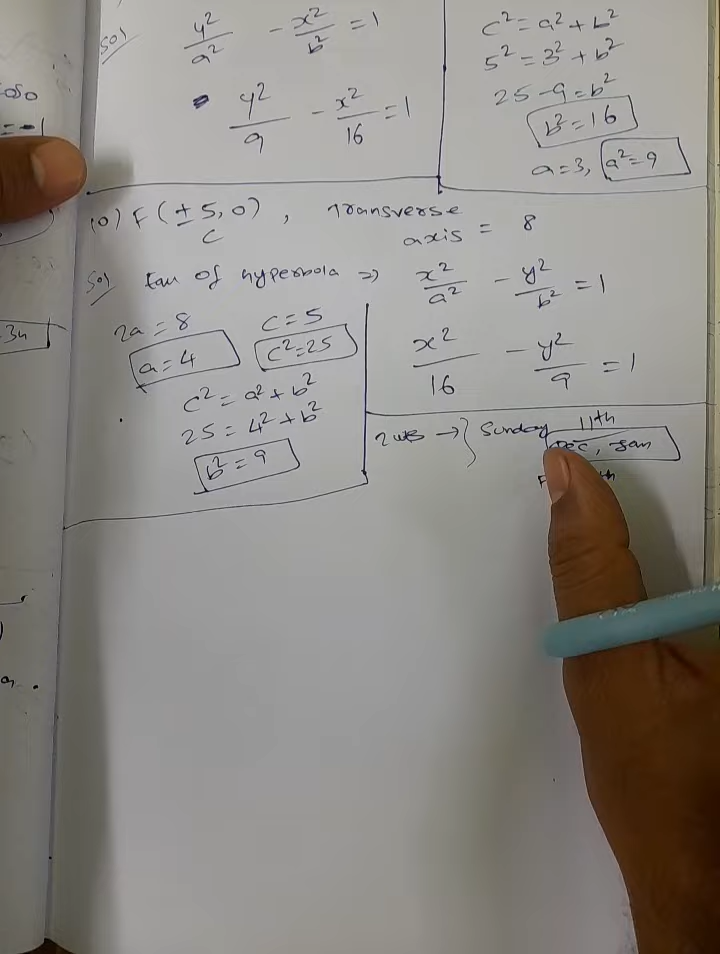 sol y²/a² - x²/b² = 1
y²/9 - x²/16 = 1
c² = a² + b²
5² = 3² + b²
25 - 9 = b²
b² = 16
a = 3, a² = 9
10) F (± 5, 0), Transverse
c
axis = 8
sol Equ of hyperbola => x²/a² - y²/b² = 1
2a = 8 c = 5
a = 4 c² = 25
c² = a² + b²
25 = 4² + b²
b² = 9
x²/16 - y²/9 = 1
11th
Sunday
Dec, Jan